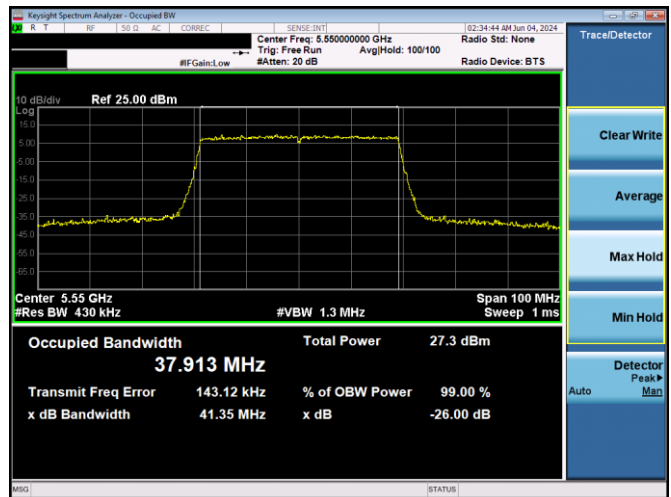 Keysight Spectrum Analyzer - Occupied BW
R T RF 50 Ω AC CORREC SENSE:INT 02:34:44 AM Jun 04, 2024
Center Freq: 5.550000000 GHz Radio Std: None
Trig: Free Run Avg|Hold: 100/100
#IFGain:Low #Atten: 20 dB Radio Device: BTS
Trace/Detector
10 dB/div Ref 25.00 dBm
Log
15.0
5.00
-5.00
-15.0
-25.0
-35.0
-45.0
-55.0
-65.0
Center 5.55 GHz Span 100 MHz
#Res BW 430 kHz #VBW 1.3 MHz Sweep 1 ms
Occupied Bandwidth Total Power 27.3 dBm
37.913 MHz
Transmit Freq Error 143.12 kHz % of OBW Power 99.00 %
x dB Bandwidth 41.35 MHz x dB -26.00 dB
Clear Write
Average
Max Hold
Min Hold
Detector
Peak▶
Auto Man
MSG STATUS